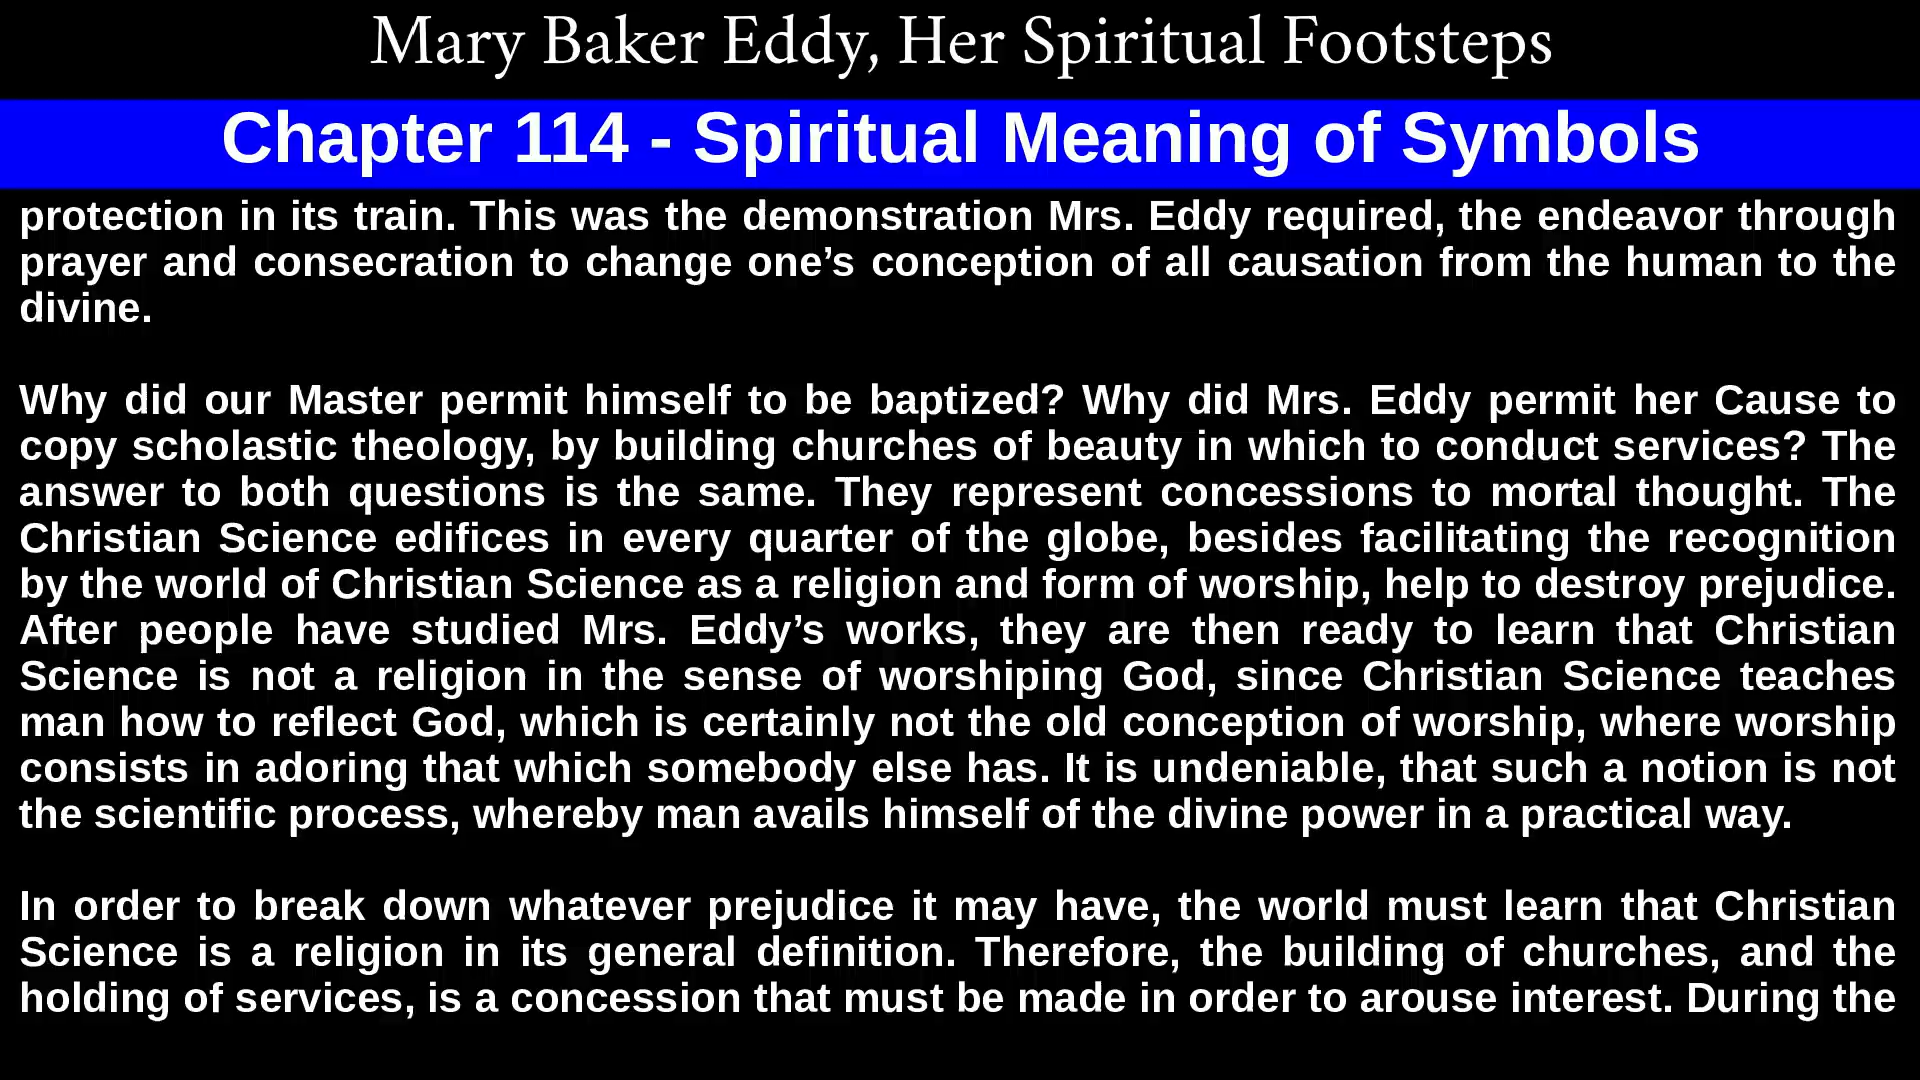 Mary Baker Eddy, Her Spiritual Footsteps
Chapter 114 - Spiritual Meaning of Symbols
protection in its train. This was the demonstration Mrs. Eddy required, the endeavor through
prayer and consecration to change one’s conception of all causation from the human to the
divine.
Why did our Master permit himself to be baptized? Why did Mrs. Eddy permit her Cause to
copy scholastic theology, by building churches of beauty in which to conduct services? The
answer to both questions is the same. They represent concessions to mortal thought. The
Christian Science edifices in every quarter of the globe, besides facilitating the recognition
by the world of Christian Science as a religion and form of worship, help to destroy prejudice.
After people have studied Mrs. Eddy’s works, they are then ready to learn that Christian
Science is not a religion in the sense of worshiping God, since Christian Science teaches
man how to reflect God, which is certainly not the old conception of worship, where worship
consists in adoring that which somebody else has. It is undeniable, that such a notion is not
the scientific process, whereby man avails himself of the divine power in a practical way.
In order to break down whatever prejudice it may have, the world must learn that Christian
Science is a religion in its general definition. Therefore, the building of churches, and the
holding of services, is a concession that must be made in order to arouse interest. During the